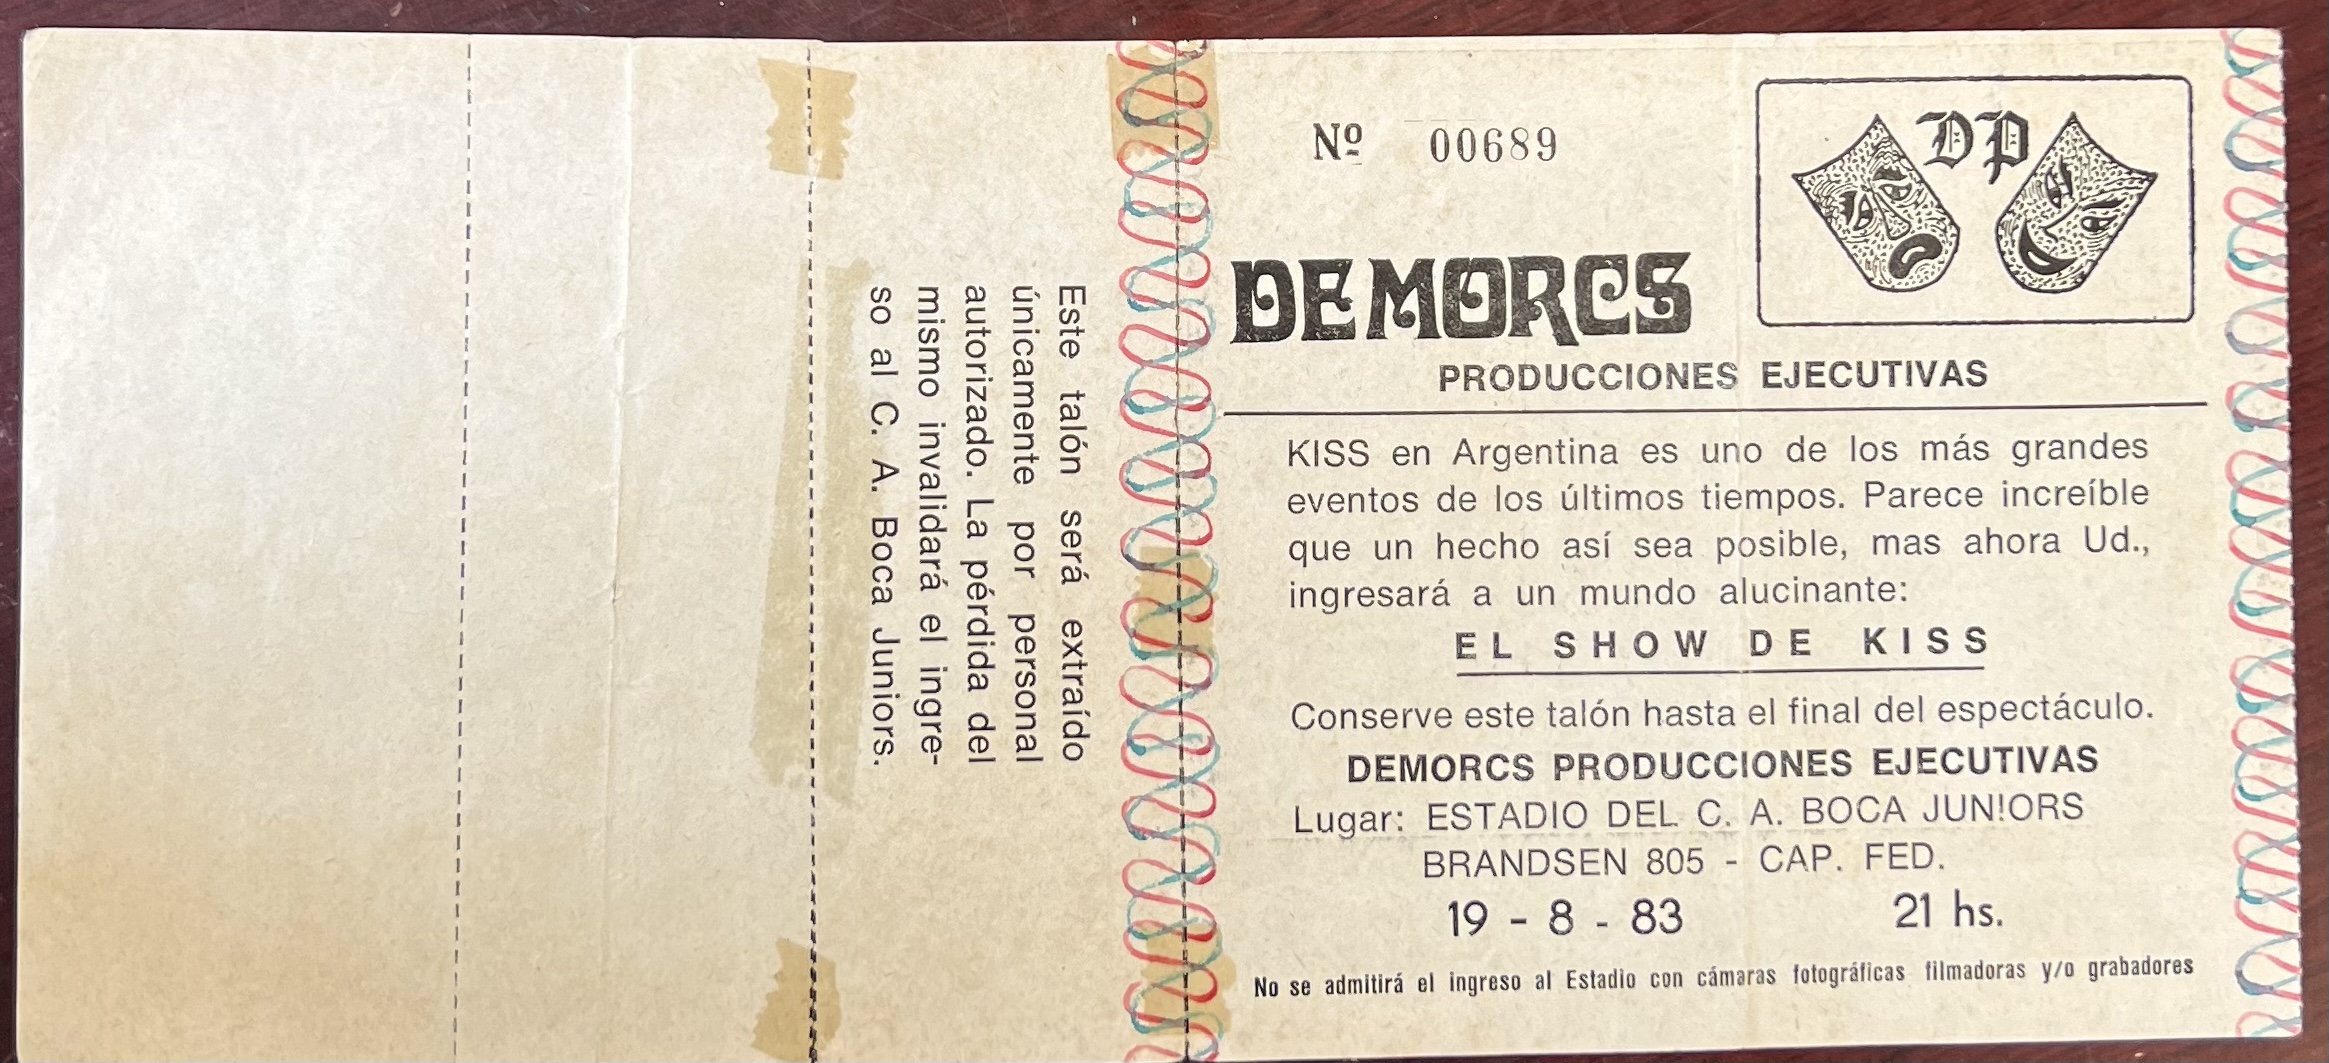 Este talón será extraído
únicamente por personal
autorizado. La pérdida del
mismo invalidará el ingre-
so al C. A. Boca Juniors.
Nº 00689
DP
DEMORCS
PRODUCCIONES EJECUTIVAS
KISS en Argentina es uno de los más grandes
eventos de los últimos tiempos. Parece increíble
que un hecho así sea posible, mas ahora Ud.,
ingresará a un mundo alucinante:
EL SHOW DE KISS
Conserve este talón hasta el final del espectáculo.
DEMORCS PRODUCCIONES EJECUTIVAS
Lugar: ESTADIO DEL C. A. BOCA JUN!ORS
BRANDSEN 805 - CAP. FED.
19 - 8 - 83 21 hs.
No se admitirá el ingreso al Estadio con cámaras fotográficas filmadoras y/o grabadores